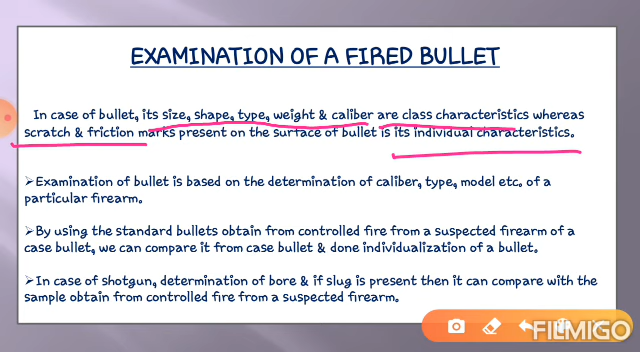 EXAMINATION OF A FIRED BULLET
In case of bullet, its size, shape, type, weight & caliber are class characteristics whereas
scratch & friction marks present on the surface of bullet is its individual characteristics.
➢Examination of bullet is based on the determination of caliber, type, model etc. of a
particular firearm.
➢By using the standard bullets obtain from controlled fire from a suspected firearm of a
case bullet, we can compare it from case bullet & done individualization of a bullet.
➢In case of shotgun, determination of bore & if slug is present then it can compare with the
sample obtain from controlled fire from a suspected firearm.
FILMIGO